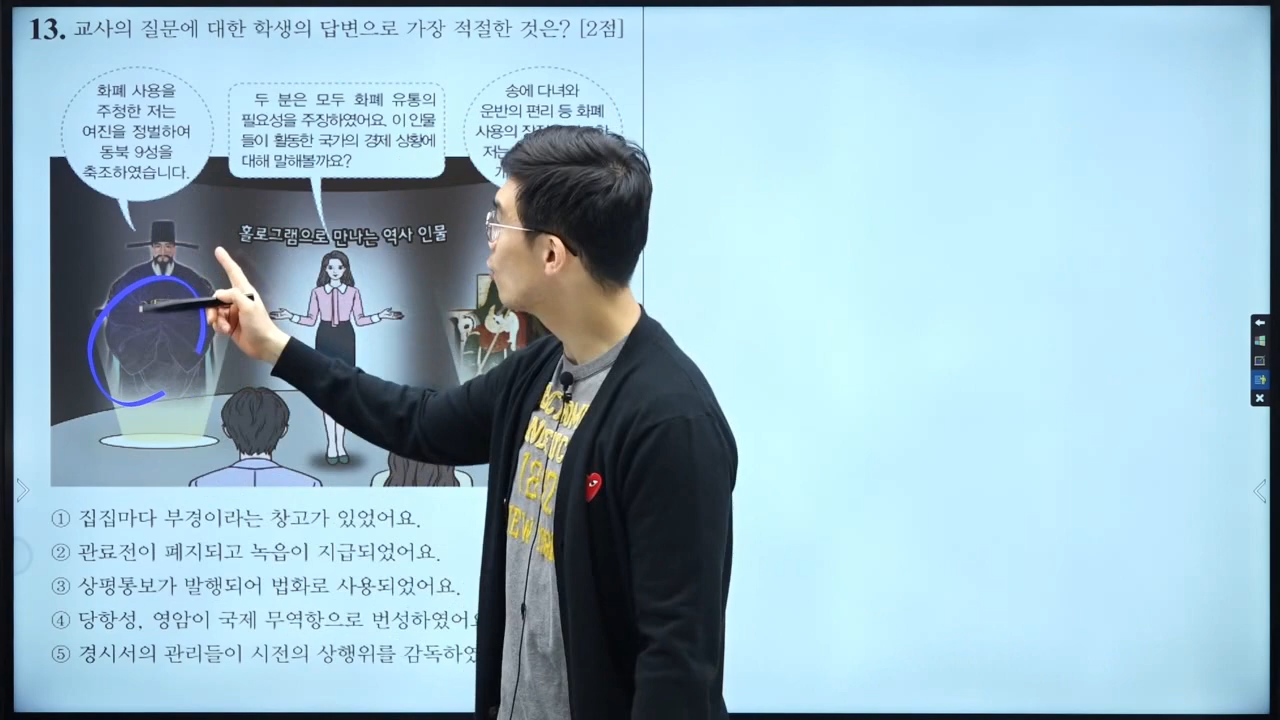 13. 교사의 질문에 대한 학생의 답변으로 가장 적절한 것은? [2점]
화폐 사용을
주청한 저는
여진을 정벌하여
동북 9성을
축조하였습니다.
두 분은 모두 화폐 유통의
필요성을 주장하였어요. 이 인물
들이 활동한 국가의 경제 상황에
대해 말해볼까요?
송에 다녀와
운반의 편리 등 화폐
사용의
저는
홀로그램으로 만나는 역사 인물
① 집집마다 부경이라는 창고가 있었어요.
② 관료전이 폐지되고 녹읍이 지급되었어요.
③ 상평통보가 발행되어 법화로 사용되었어요.
④ 당항성, 영암이 국제 무역항으로 번성하였어요
⑤ 경시서의 관리들이 시전의 상행위를 감독하였
NEW